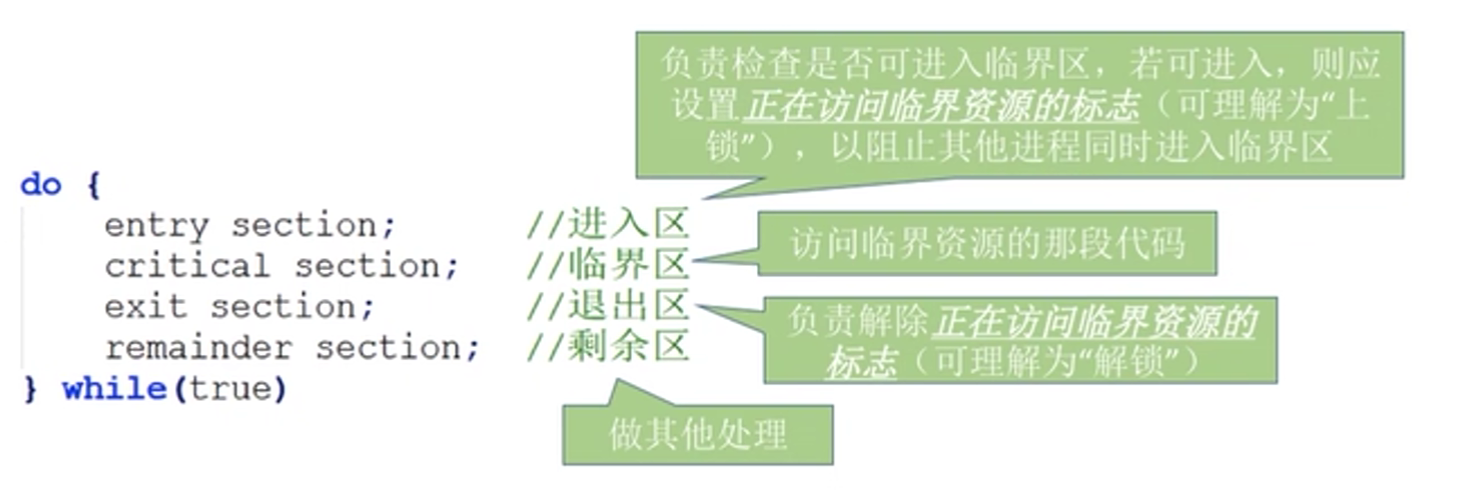 负责检查是否可进入临界区，若可进入，则应
设置正在访问临界资源的标志（可理解为“上
锁”），以阻止其他进程同时进入临界区
do {
entry section; //进入区
访问临界资源的那段代码
critical section; //临界区
exit section; //退出区
负责解除正在访问临界资源的
标志（可理解为“解锁”）
remainder section; //剩余区
} while(true)
做其他处理